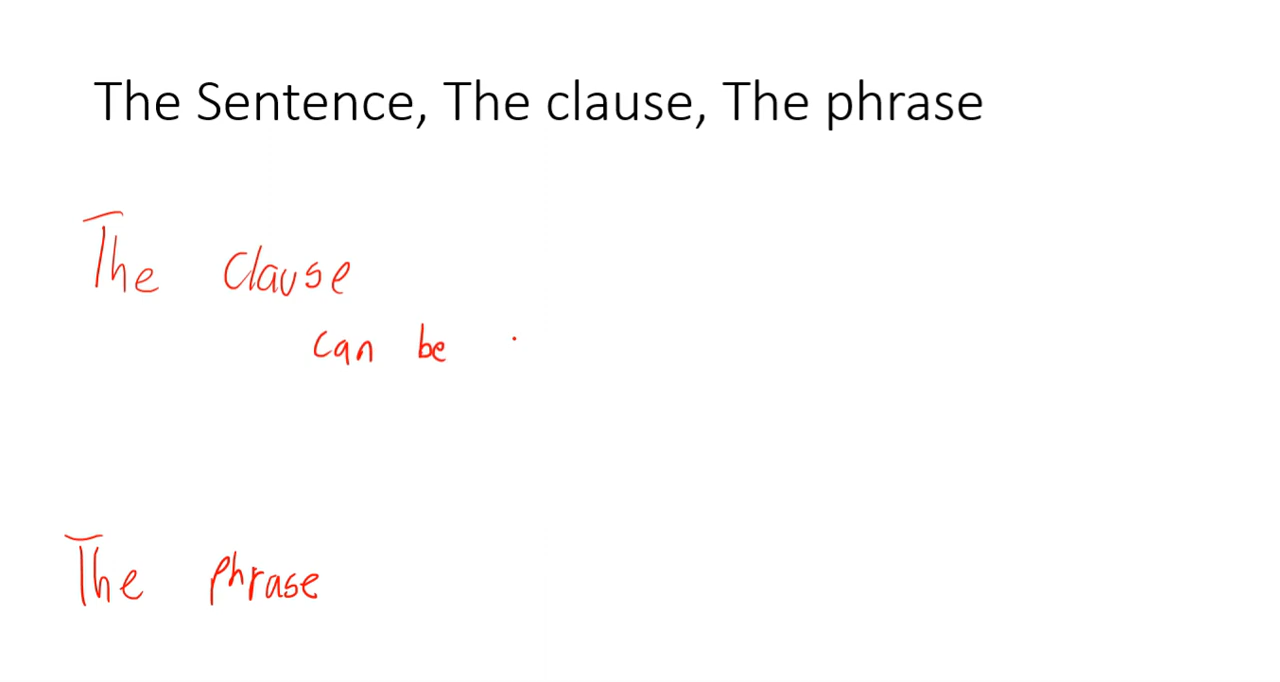 The Sentence, The clause, The phrase
The Clause
can be
The phrase